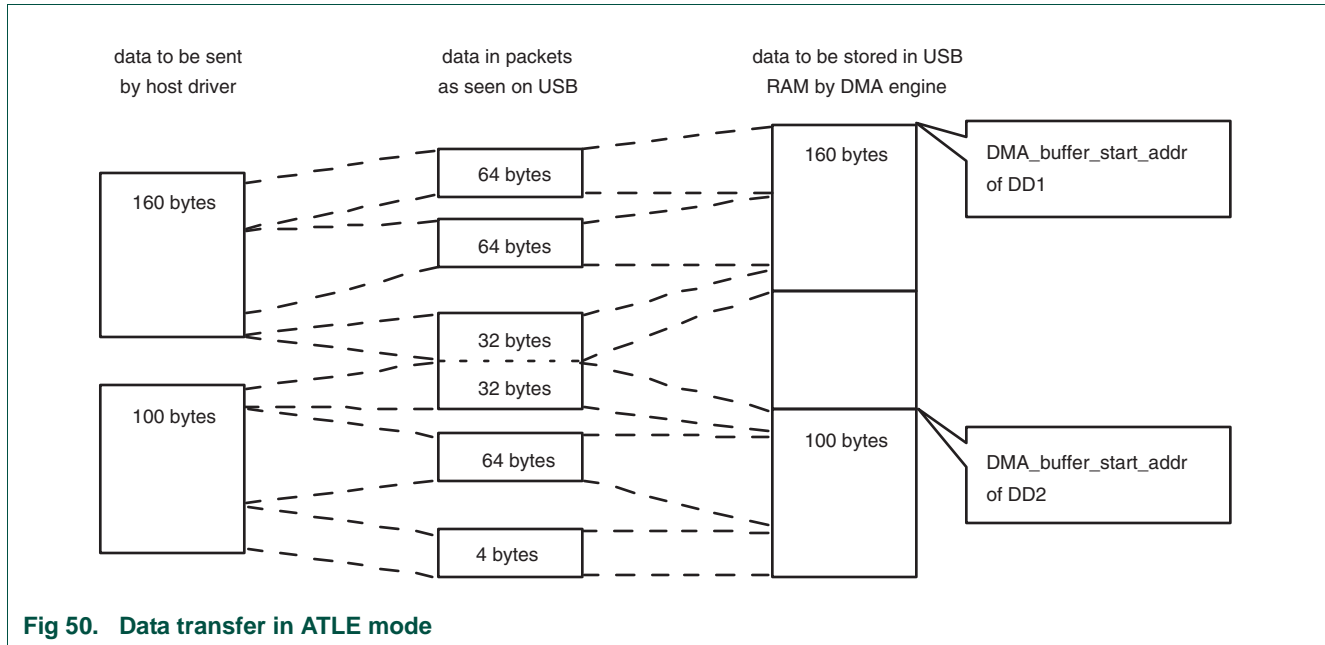 data to be sent
by host driver
data in packets
as seen on USB
data to be stored in USB
RAM by DMA engine
160 bytes
100 bytes
64 bytes
64 bytes
32 bytes
32 bytes
64 bytes
4 bytes
160 bytes
100 bytes
DMA_buffer_start_addr
of DD1
DMA_buffer_start_addr
of DD2
Fig 50. Data transfer in ATLE mode